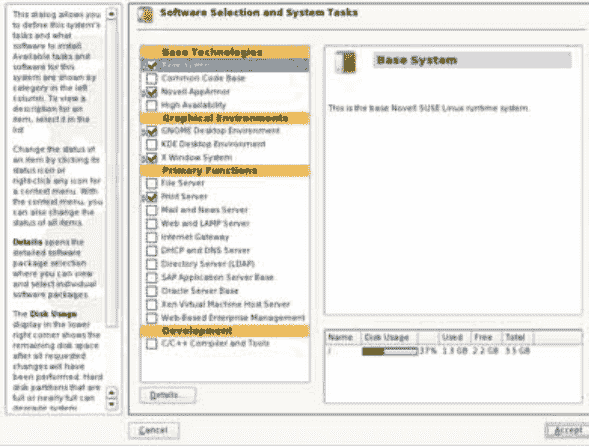 This dialog allows you
to define this system's
tasks and what
software to install.
Available tasks and
software for this
system are shown by
category in the left
column. To view a
description for an
item, select it in the
list.
Change the status of
an item by clicking its
status icon or
right-click any icon for
a context menu. With
the context menu, you
can also change the
status of all items.
Details opens the
detailed software
package selection
where you can view
and select individual
software packages.
The Disk Usage
display in the lower
right corner shows the
remaining disk space
after all requested
changes will have
been performed. Hard
disk partitions that are
full or nearly full can
degrade system
Software Selection and System Tasks
Base Technologies
Base System
Common Code Base
Novell AppArmor
High Availability
Graphical Environments
GNOME Desktop Environment
KDE Desktop Environment
X Window System
Primary Functions
File Server
Print Server
Mail and News Server
Web and LAMP Server
Internet Gateway
DHCP and DNS Server
Directory Server (LDAP)
SAP Application Server Base
Oracle Server Base
Xen Virtual Machine Host Server
Web-Based Enterprise Management
Development
C/C++ Compiler and Tools
Details...
Base System
This is the base Novell SUSE Linux runtime system.
Name Disk Usage Used Free Total
/ 37% 1.3 GB 2.2 GB 3.5 GB
Cancel
Accept